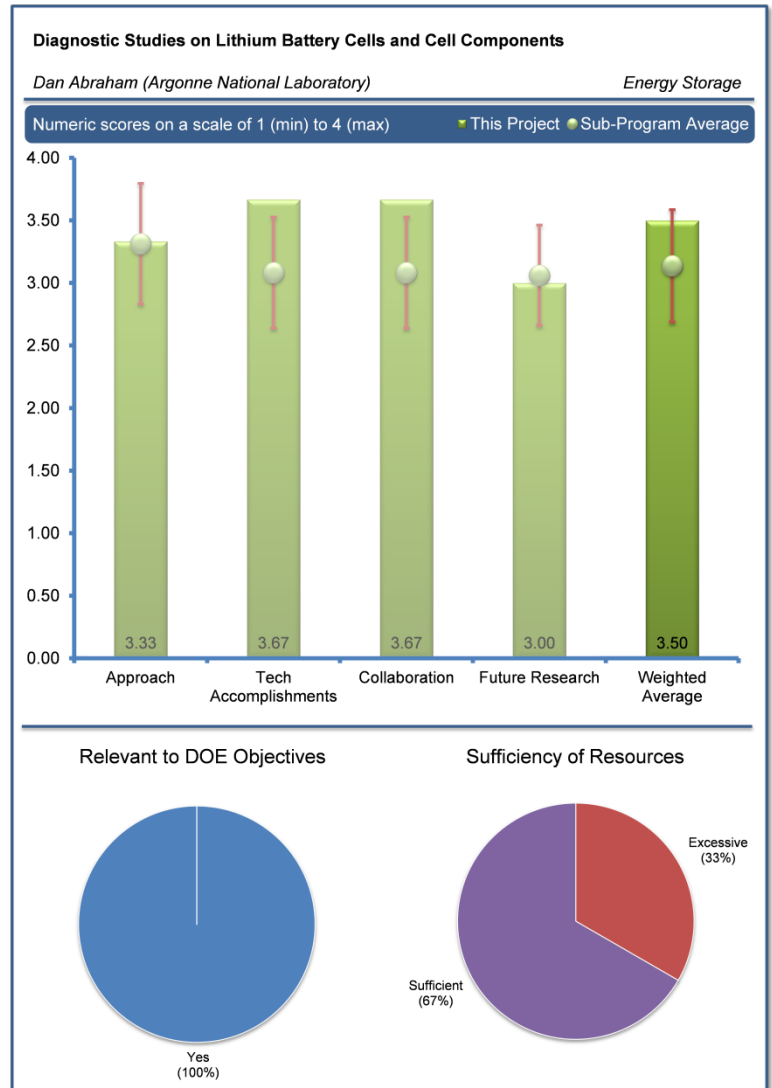 Diagnostic Studies on Lithium Battery Cells and Cell Components
Dan Abraham (Argonne National Laboratory) Energy Storage
Numeric scores on a scale of 1 (min) to 4 (max) This Project Sub-Program Average
4.00
3.50
3.00
2.50
2.00
1.50
1.00
0.50
0.00
3.33 3.67 3.67 3.00 3.50
Approach Tech Collaboration Future Research Weighted
Accomplishments Average
Relevant to DOE Objectives Sufficiency of Resources
Excessive
(33%)
Sufficient
(67%)
Yes
(100%)